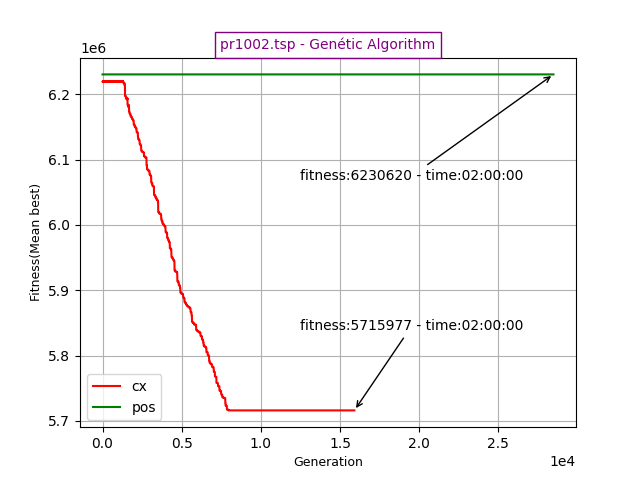 pr1002.tsp - Genétic Algorithm
1e6
6.2
6.1
6.0
5.9
5.8
5.7
Fitness(Mean best)
fitness:6230620 - time:02:00:00
fitness:5715977 - time:02:00:00
cx
pos
0.0 0.5 1.0 1.5 2.0 2.5
Generation
1e4